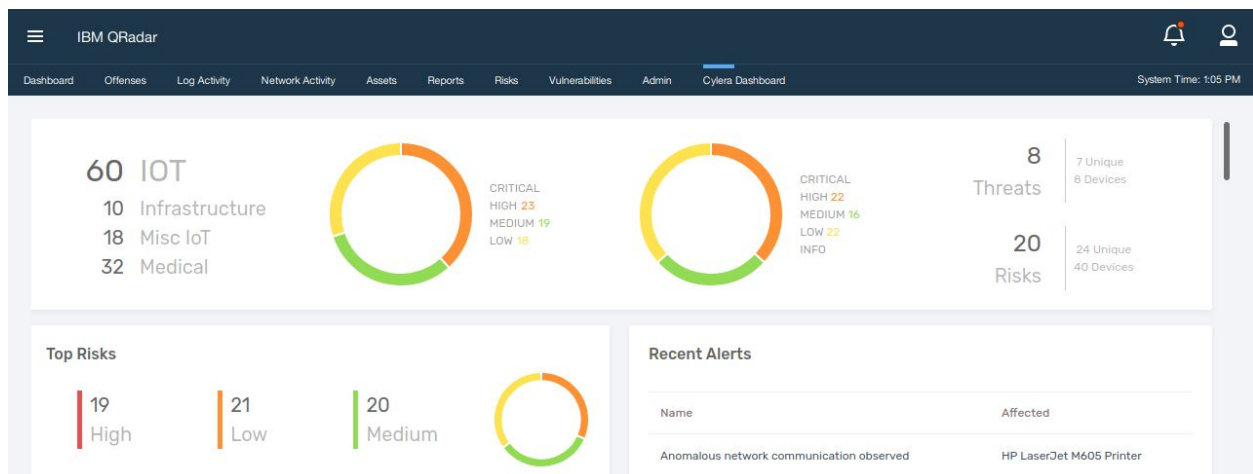 IBM QRadar
Dashboard Offenses Log Activity Network Activity Assets Reports Risks Vulnerabilities Admin Cylera Dashboard System Time: 1:05 PM
60 IOT
10 Infrastructure
18 Misc IoT
32 Medical
CRITICAL
HIGH 23
MEDIUM 19
LOW 18
CRITICAL
HIGH 22
MEDIUM 16
LOW 22
INFO
8
Threats
7 Unique
8 Devices
20
Risks
24 Unique
40 Devices
Top Risks
19
High
21
Low
20
Medium
Recent Alerts
Name Affected
Anomalous network communication observed HP LaserJet M605 Printer